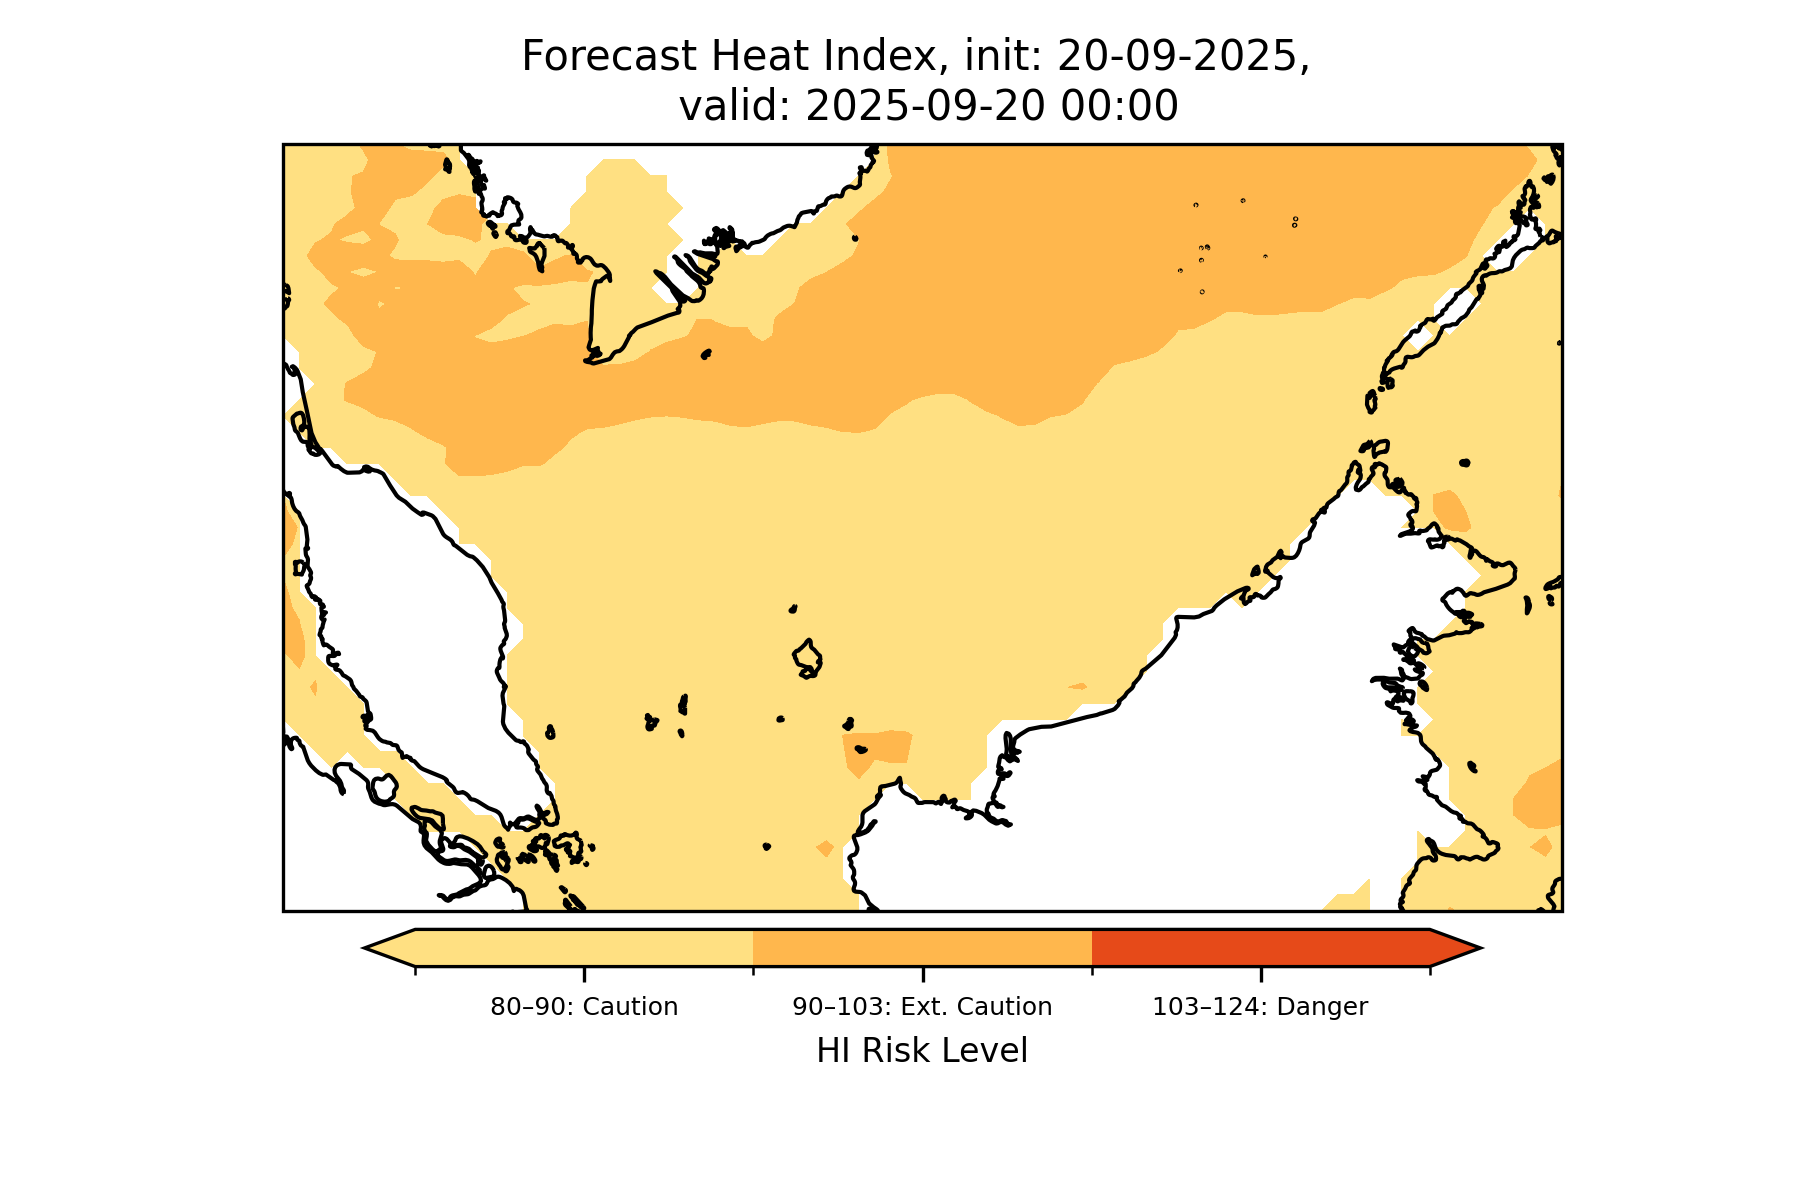 Forecast Heat Index, init: 20-09-2025,
valid: 2025-09-20 00:00
80–90: Caution
90–103: Ext. Caution
103–124: Danger
HI Risk Level